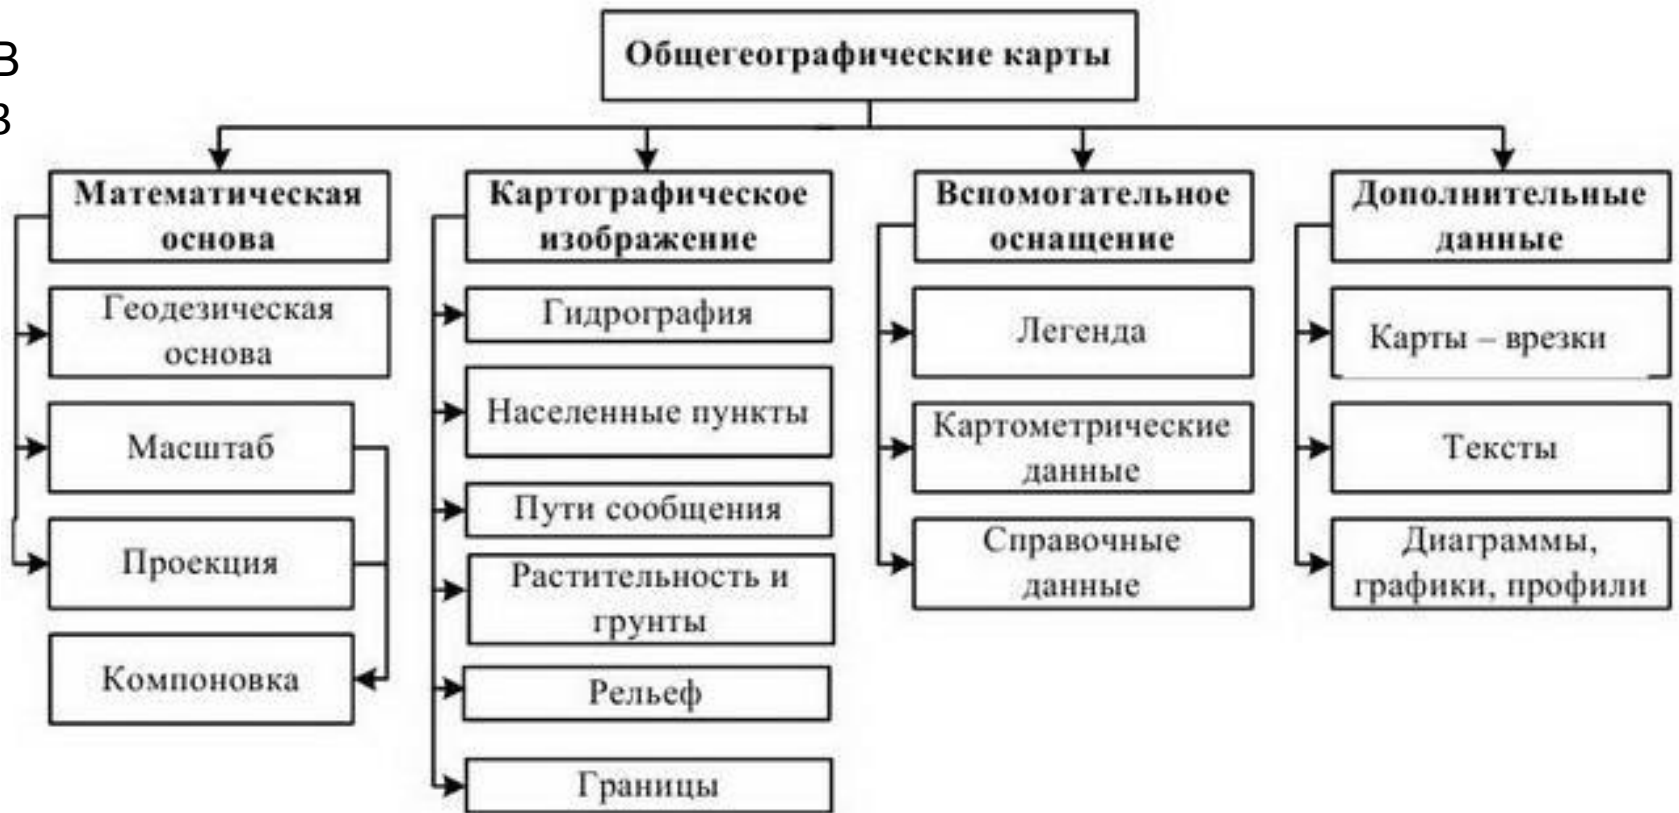 В
в
Общегеографические карты
Математическая
основа
Геодезическая
основа
Масштаб
Проекция
Компоновка
Картографическое
изображение
Гидрография
Населенные пункты
Пути сообщения
Растительность и
грунты
Рельеф
Границы
Вспомогательное
оснащение
Легенда
Картометрические
данные
Справочные
данные
Дополнительные
данные
Карты – врезки
Тексты
Диаграммы,
графики, профили